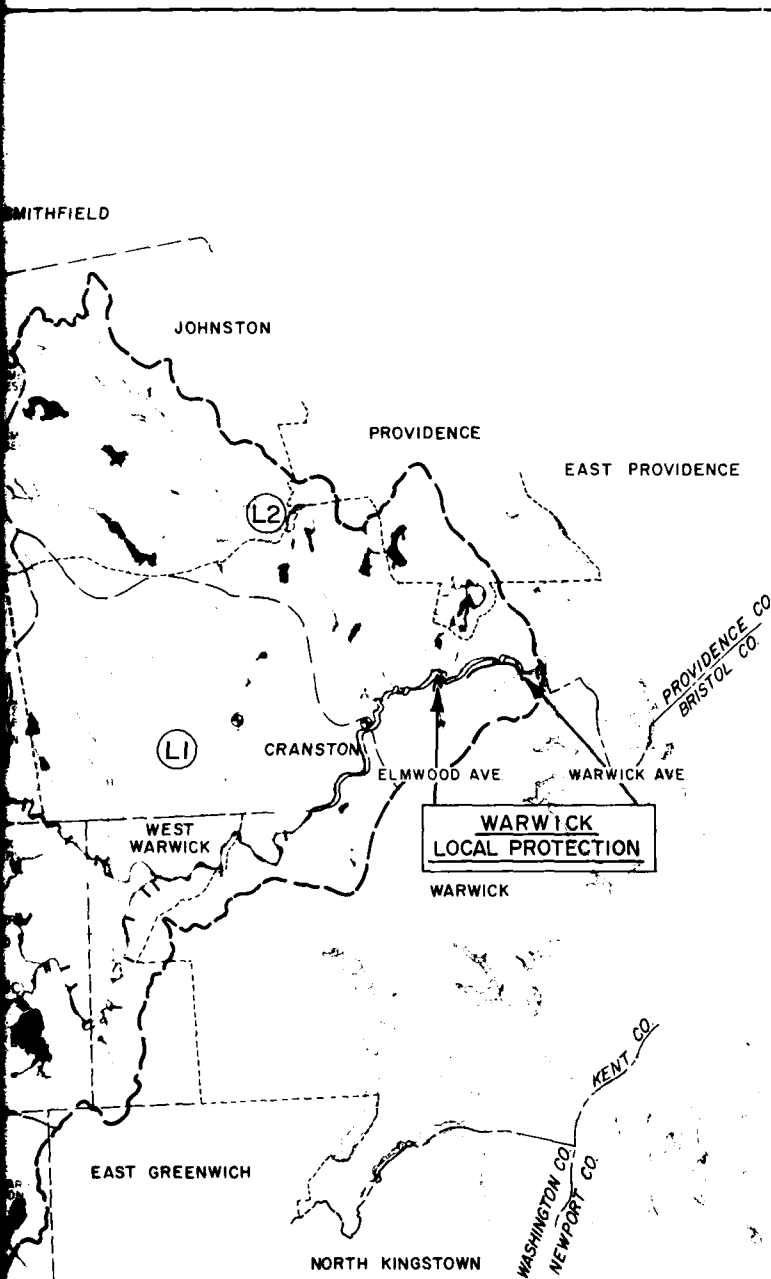 SMITHFIELD
JOHNSTON
PROVIDENCE
EAST PROVIDENCE
L2
PROVIDENCE CO.
BRISTOL CO.
L1
CRANSTON
ELMWOOD AVE
WARWICK AVE
WEST
WARWICK
WARWICK
LOCAL PROTECTION
WARWICK
KENT CO.
EAST GREENWICH
WASHINGTON CO.
NEWPORT CO.
NORTH KINGSTOWN